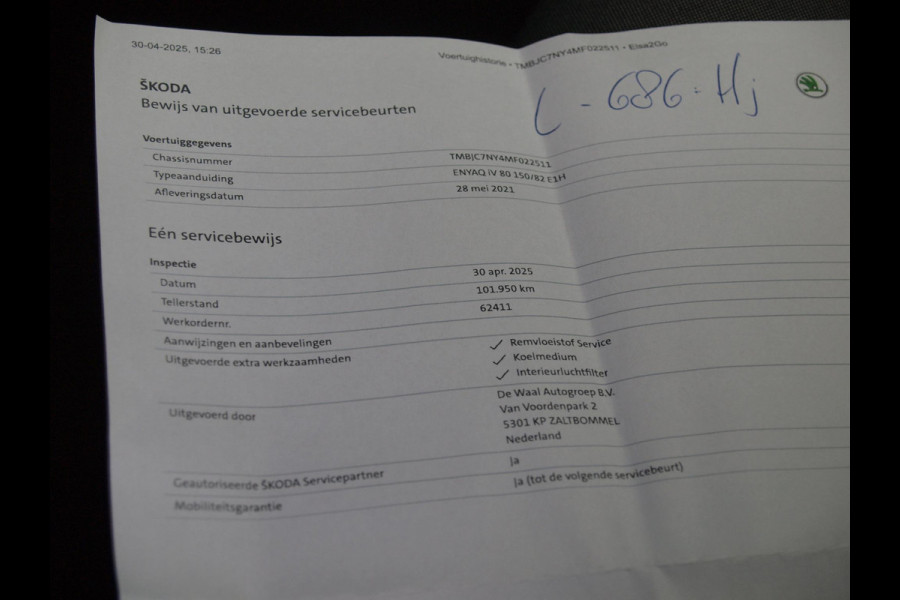 30-04-2025, 15:26
Voertuighistorie • TMBJC7NY4MF022511 • Elsa2Go
L-686-Hj
ŠKODA
Bewijs van uitgevoerde servicebeurten
Voertuiggegevens
Chassisnummer TMBJC7NY4MF022511
Typeaanduiding ENYAQ iV 80 150/82 E1H
Afleveringsdatum 28 mei 2021
Eén servicebewijs
Inspectie
Datum 30 apr. 2025
Tellerstand 101.950 km
Werkordernr. 62411
Aanwijzingen en aanbevelingen
Uitgevoerde extra werkzaamheden ✓ Remvloeistof Service
✓ Koelmedium
✓ Interieurluchtfilter
Uitgevoerd door De Waal Autogroep B.V.
Van Voordenpark 2
5301 KP ZALTBOMMEL
Nederland
Geautoriseerde ŠKODA Servicepartner Ja
Mobiliteitsgarantie Ja (tot de volgende servicebeurt)